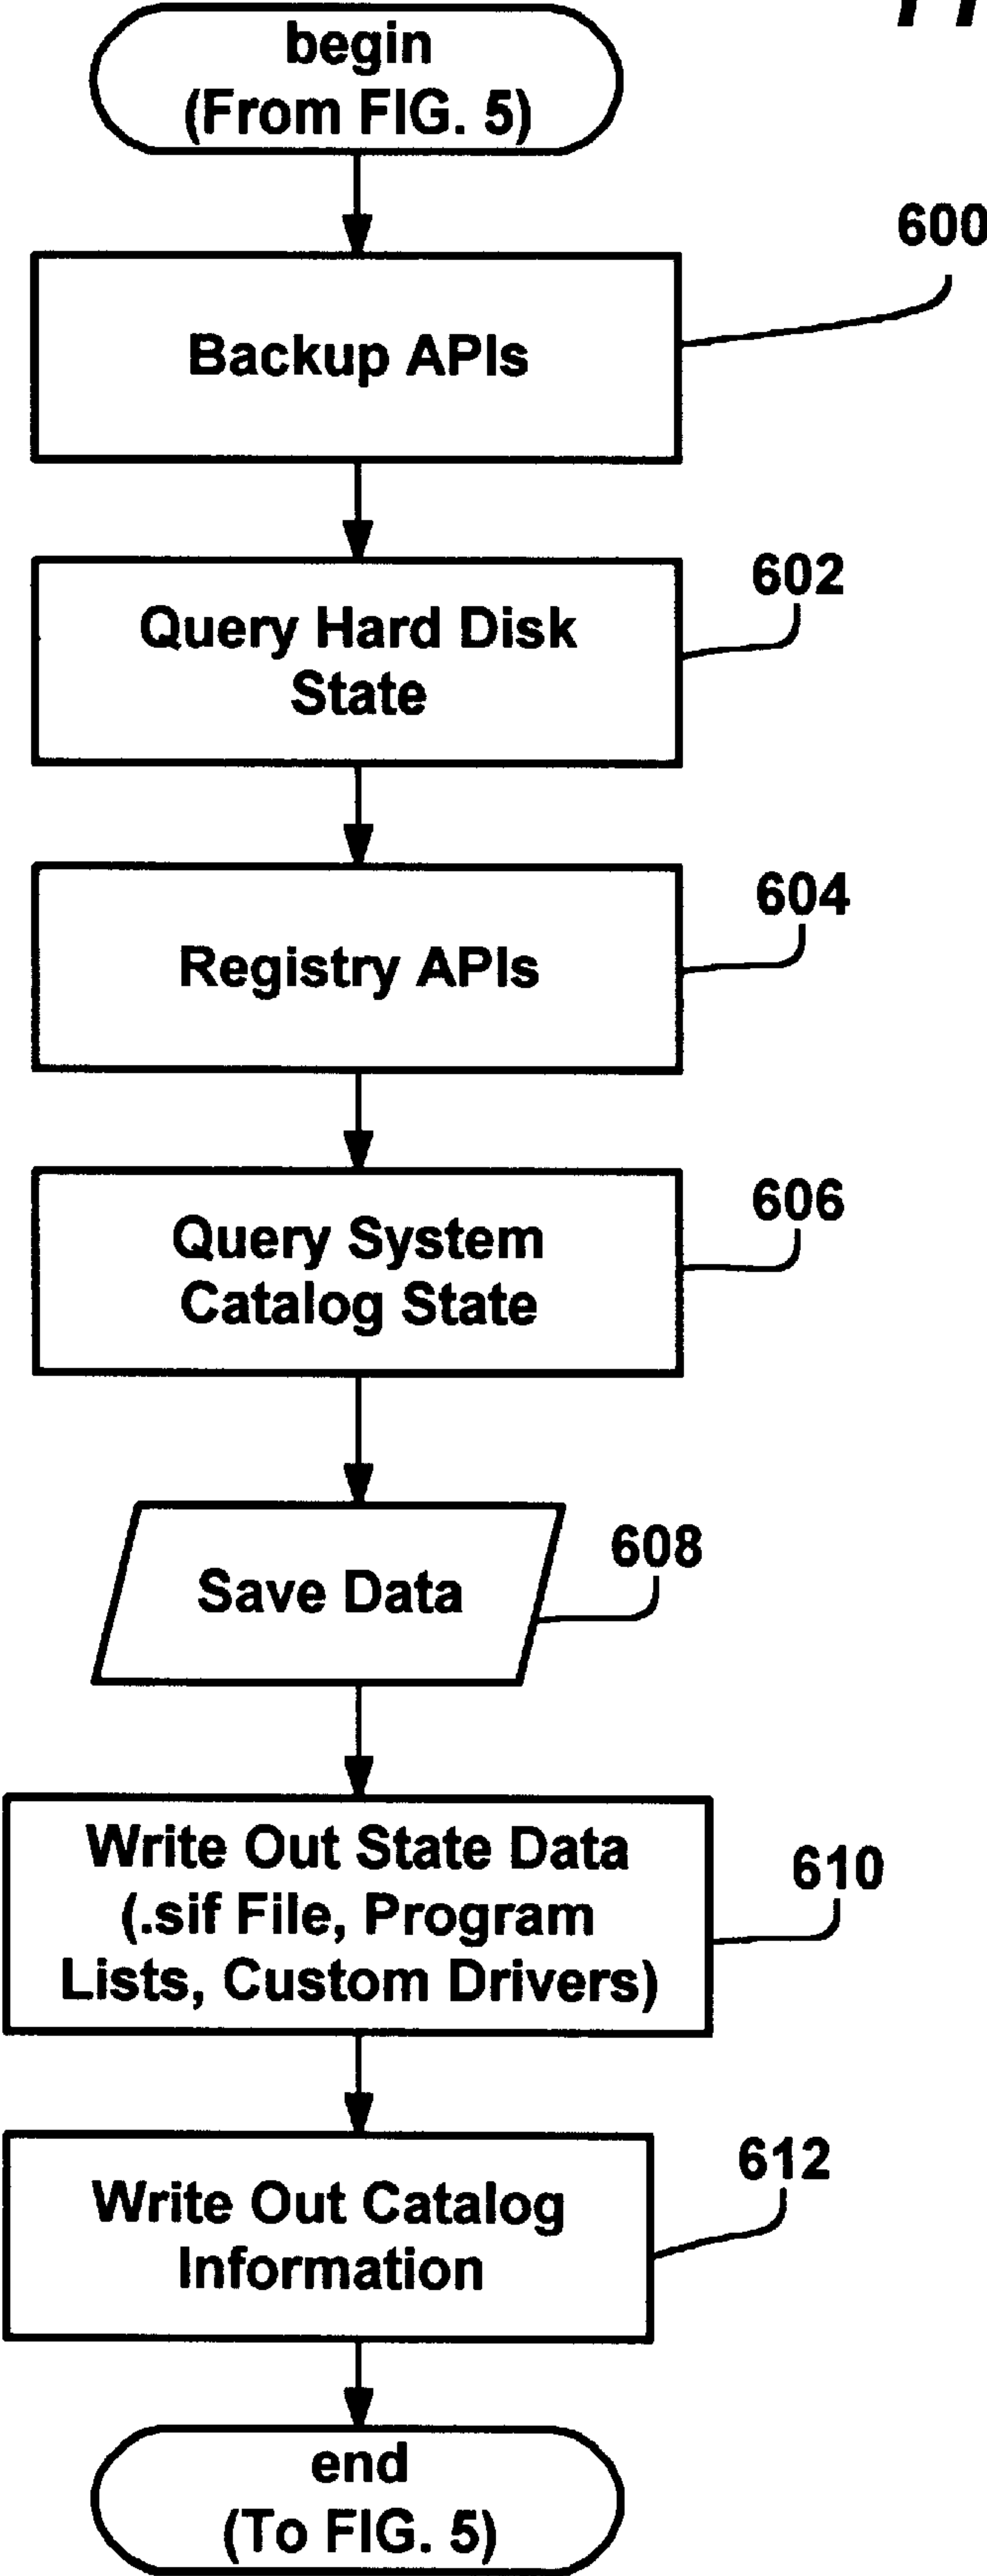 begin
(From FIG. 5)
600
Backup APIs
602
Query Hard Disk
State
604
Registry APIs
606
Query System
Catalog State
608
Save Data
Write Out State Data
610
(.sif File, Program
Lists, Custom Drivers)
612
Write Out Catalog
Information
end
(To FIG. 5)